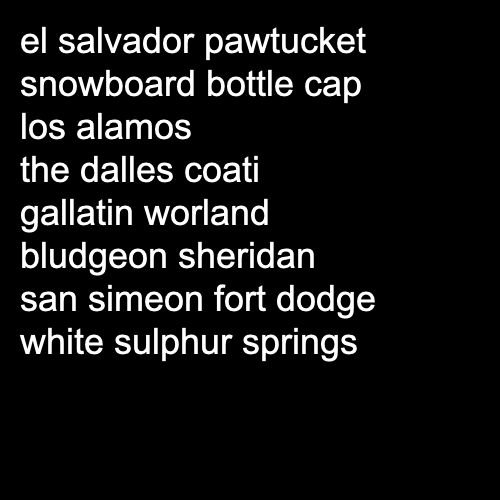 el salvador pawtucket
snowboard bottle cap
los alamos
the dalles coati
gallatin worland
bludgeon sheridan
san simeon fort dodge
white sulphur springs